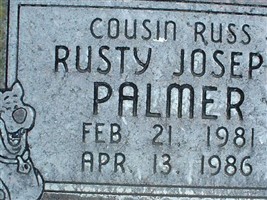 COUSIN RUSS
RUSTY JOSEP
PALMER
FEB. 21, 1981
APR. 13, 1986